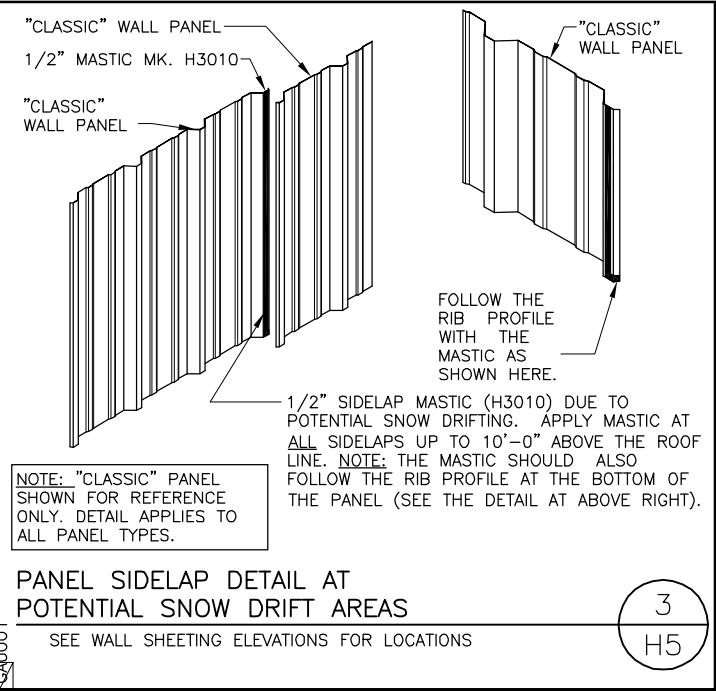 "CLASSIC" WALL PANEL
1/2" MASTIC MK. H3010
"CLASSIC"
WALL PANEL
"CLASSIC"
WALL PANEL
FOLLOW THE
RIB PROFILE
WITH THE
MASTIC AS
SHOWN HERE.
1/2" SIDELAP MASTIC (H3010) DUE TO
POTENTIAL SNOW DRIFTING. APPLY MASTIC AT
ALL SIDELAPS UP TO 10'-0" ABOVE THE ROOF
LINE. NOTE: THE MASTIC SHOULD ALSO
FOLLOW THE RIB PROFILE AT THE BOTTOM OF
THE PANEL (SEE THE DETAIL AT ABOVE RIGHT).
NOTE: "CLASSIC" PANEL
SHOWN FOR REFERENCE
ONLY. DETAIL APPLIES TO
ALL PANEL TYPES.
PANEL SIDELAP DETAIL AT
POTENTIAL SNOW DRIFT AREAS
SEE WALL SHEETING ELEVATIONS FOR LOCATIONS
3
H5